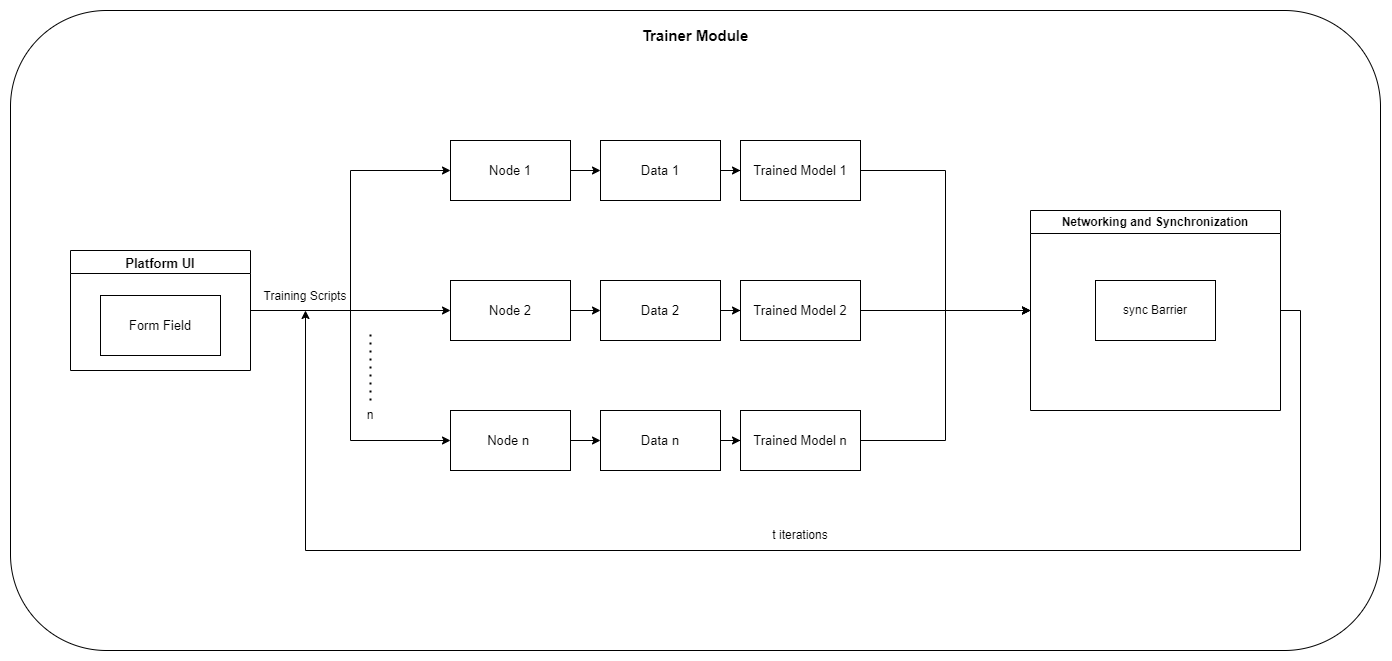 Trainer Module
Node 1
Data 1
Trained Model 1
Networking and Synchronization
Platform UI
Training Scripts
Form Field
Node 2
Data 2
Trained Model 2
sync Barrier
n
Node n
Data n
Trained Model n
t iterations